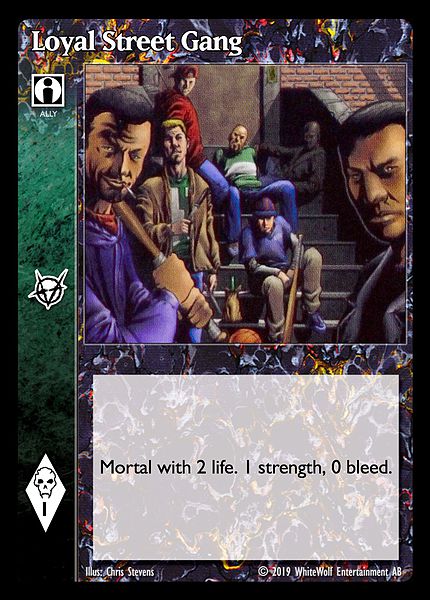 Loyal Street Gang
ALLY
I
Mortal with 2 life. 1 strength, 0 bleed.
Illus: Chris Stevens © 2019 WhiteWolf Entertainment AB